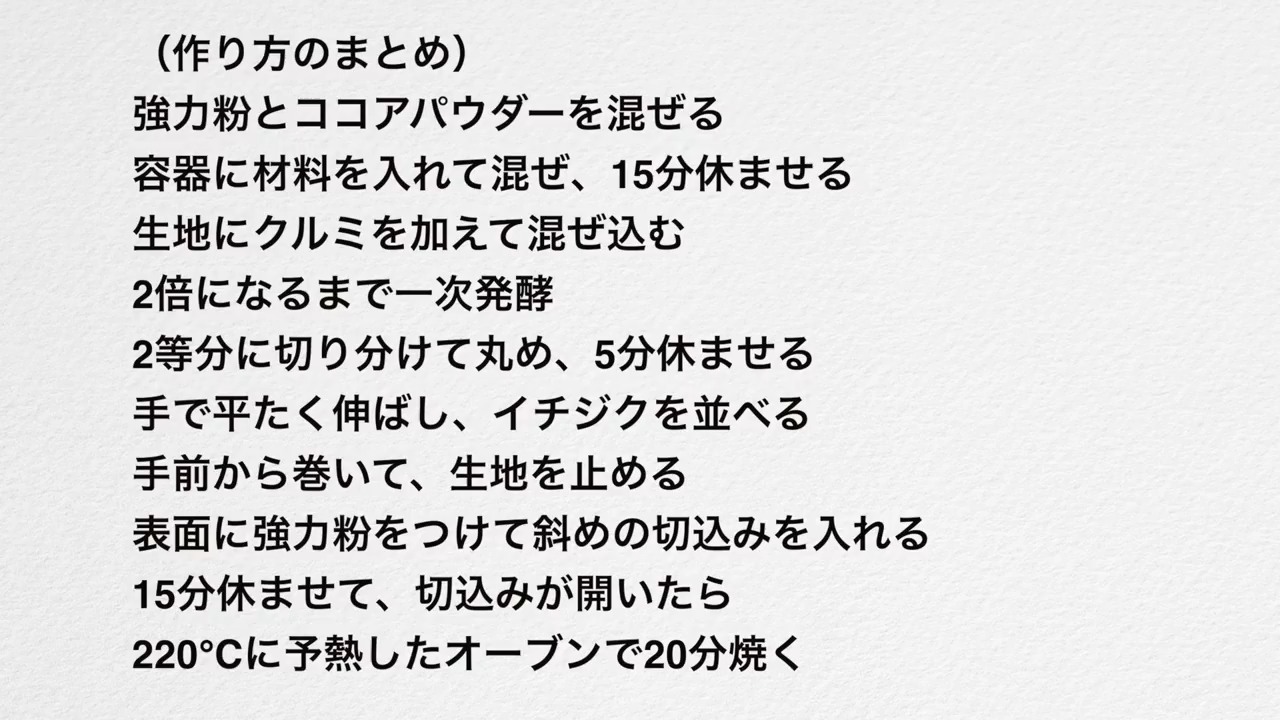 （作り方のまとめ）
強力粉とココアパウダーを混ぜる
容器に材料を入れて混ぜ、15分休ませる
生地にクルミを加えて混ぜ込む
2倍になるまで一次発酵
2等分に切り分けて丸め、5分休ませる
手で平たく伸ばし、イチジクを並べる
手前から巻いて、生地を止める
表面に強力粉をつけて斜めの切込みを入れる
15分休ませて、切込みが開いたら
220°Cに予熱したオーブンで20分焼く